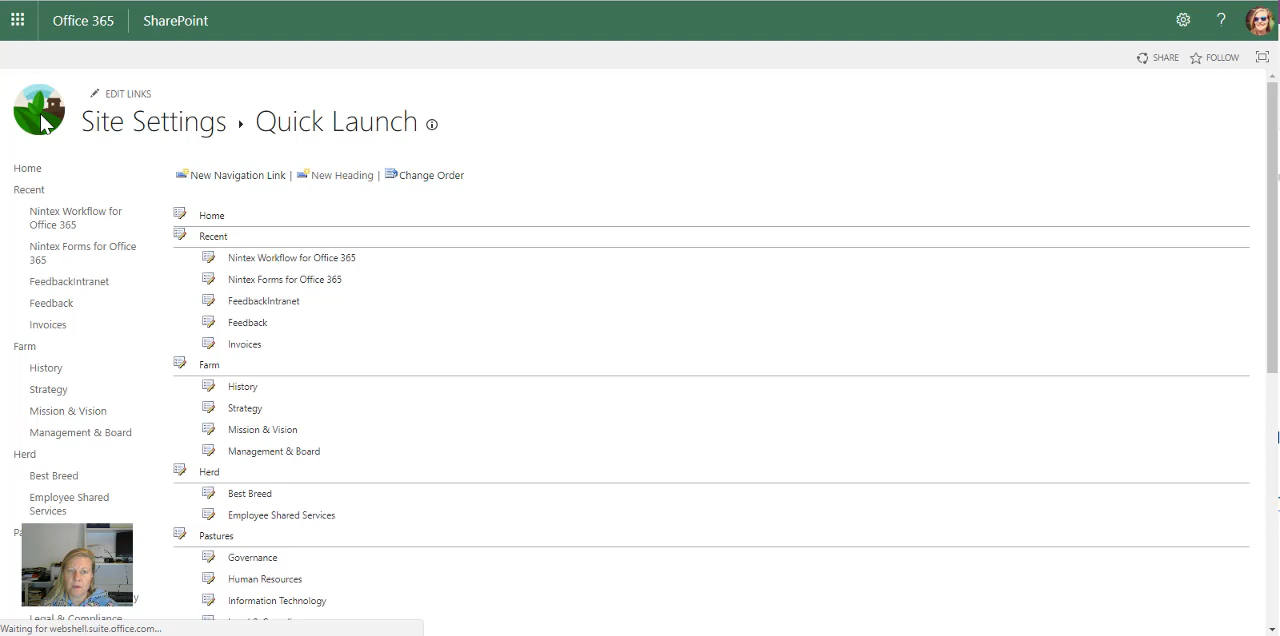 Office 365
SharePoint
?
SHARE
FOLLOW
EDIT LINKS
Site Settings ▸ Quick Launch
Home
Recent
Nintex Workflow for
Office 365
Nintex Forms for Office
365
FeedbackIntranet
Feedback
Invoices
Farm
History
Strategy
Mission & Vision
Management & Board
Herd
Best Breed
Employee Shared
Services
New Navigation Link | New Heading | Change Order
Home
Recent
Nintex Workflow for Office 365
Nintex Forms for Office 365
FeedbackIntranet
Feedback
Invoices
Farm
History
Strategy
Mission & Vision
Management & Board
Herd
Best Breed
Employee Shared Services
Pastures
Governance
Human Resources
Information Technology
Legal & Compliance
Waiting for webshell.suite.office.com...